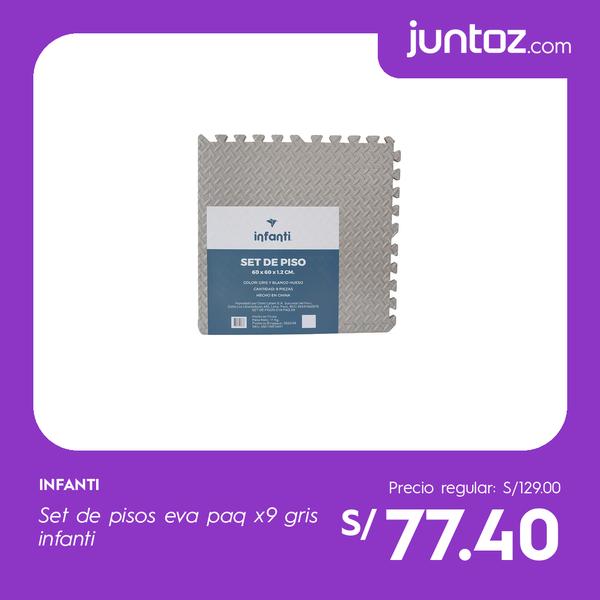 juntoz.com
infanti
SET DE PISO
60 x 60 x 1.2 CM.
COLOR: GRIS Y BLANCO HUESO
CANTIDAD: 9 PIEZAS
HECHO EN CHINA
INFANTI
Precio regular: S/129.00
Set de pisos eva paq x9 gris
infanti
S/77.40